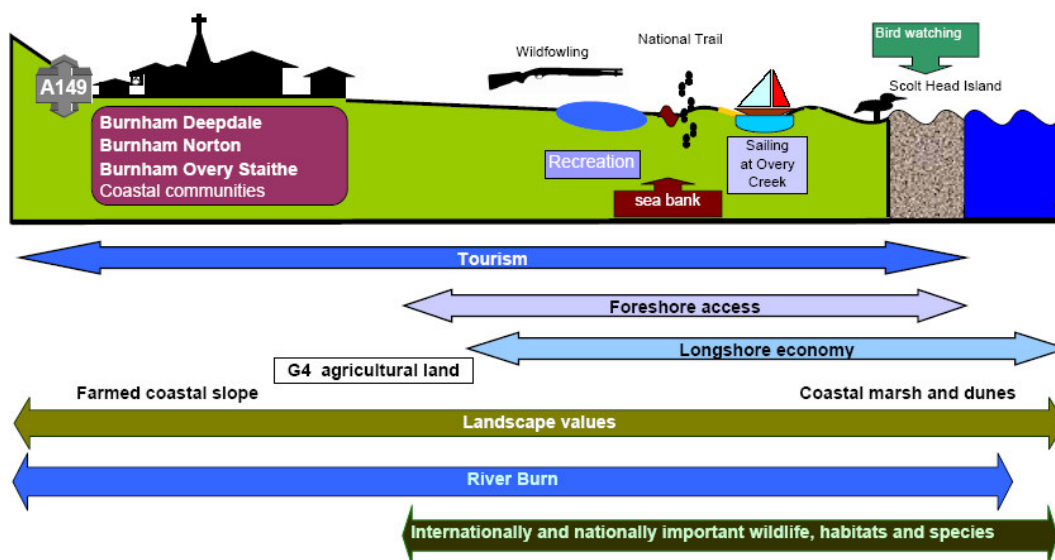 A149
Burnham Deepdale
Burnham Norton
Burnham Overy Staithe
Coastal communities
Wildfowling
National Trail
Bird watching
Scolt Head Island
Recreation
sea bank
Sailing
at Overy
Creek
Tourism
Foreshore access
Longshore economy
G4 agricultural land
Farmed coastal slope
Coastal marsh and dunes
Landscape values
River Burn
Internationally and nationally important wildlife, habitats and species